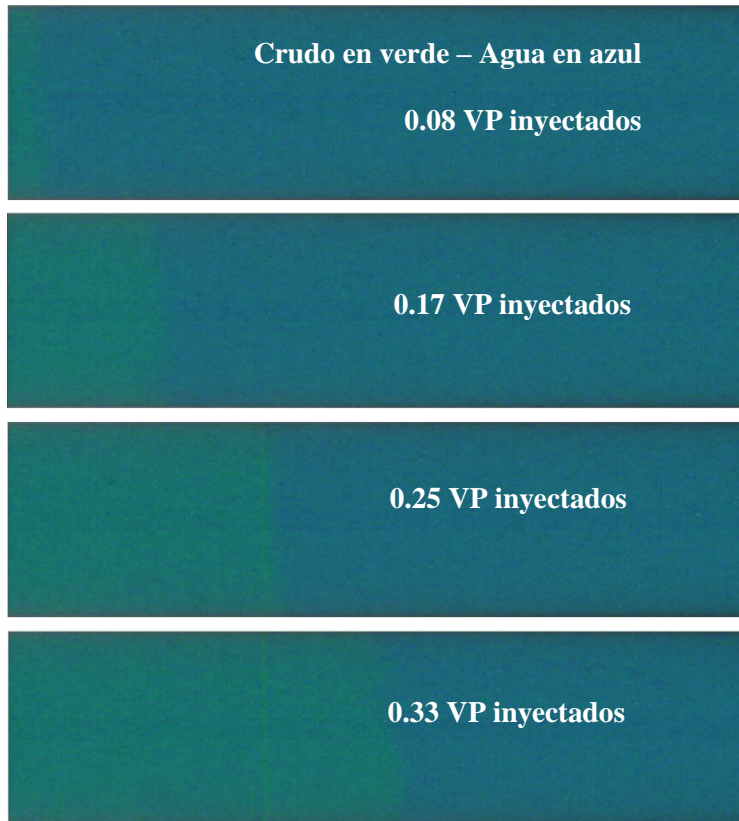 Crudo en verde – Agua en azul
0.08 VP inyectados
0.17 VP inyectados
0.25 VP inyectados
0.33 VP inyectados